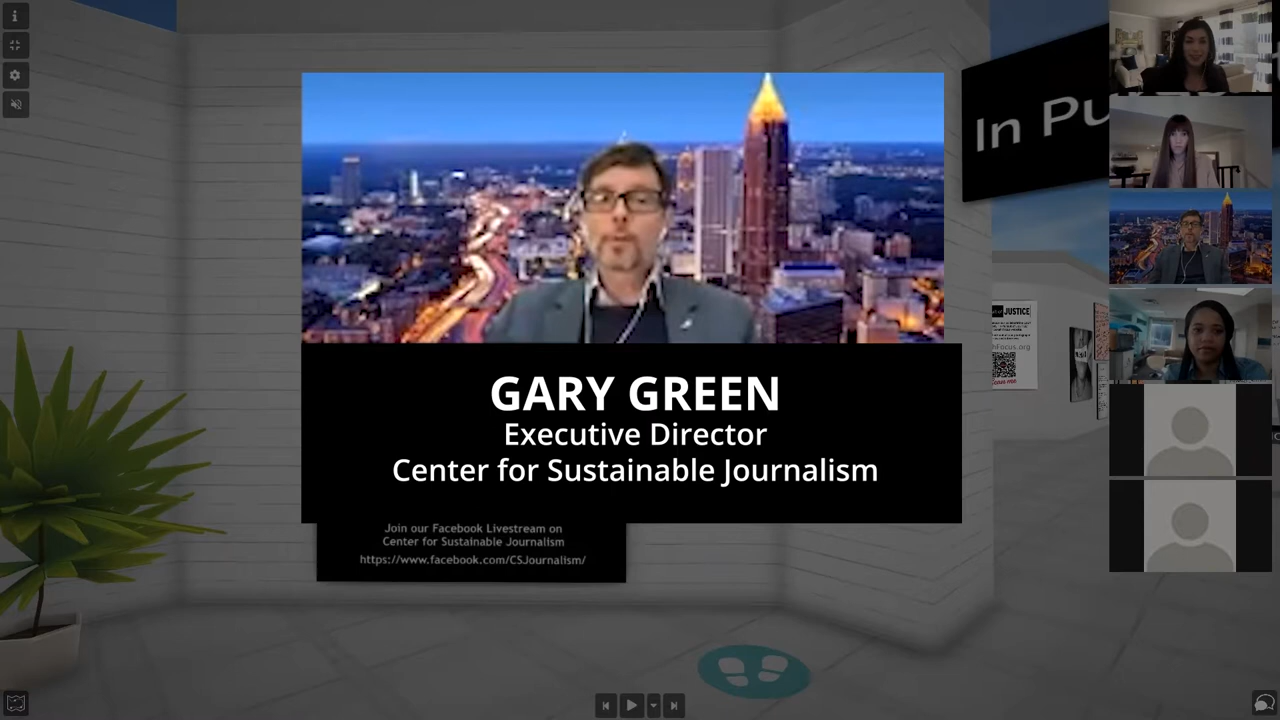 In Pu
JUSTICE
GARY GREEN
Executive Director
Center for Sustainable Journalism
Join our Facebook Livestream on
Center for Sustainable Journalism
https://www.facebook.com/CSJournalism/